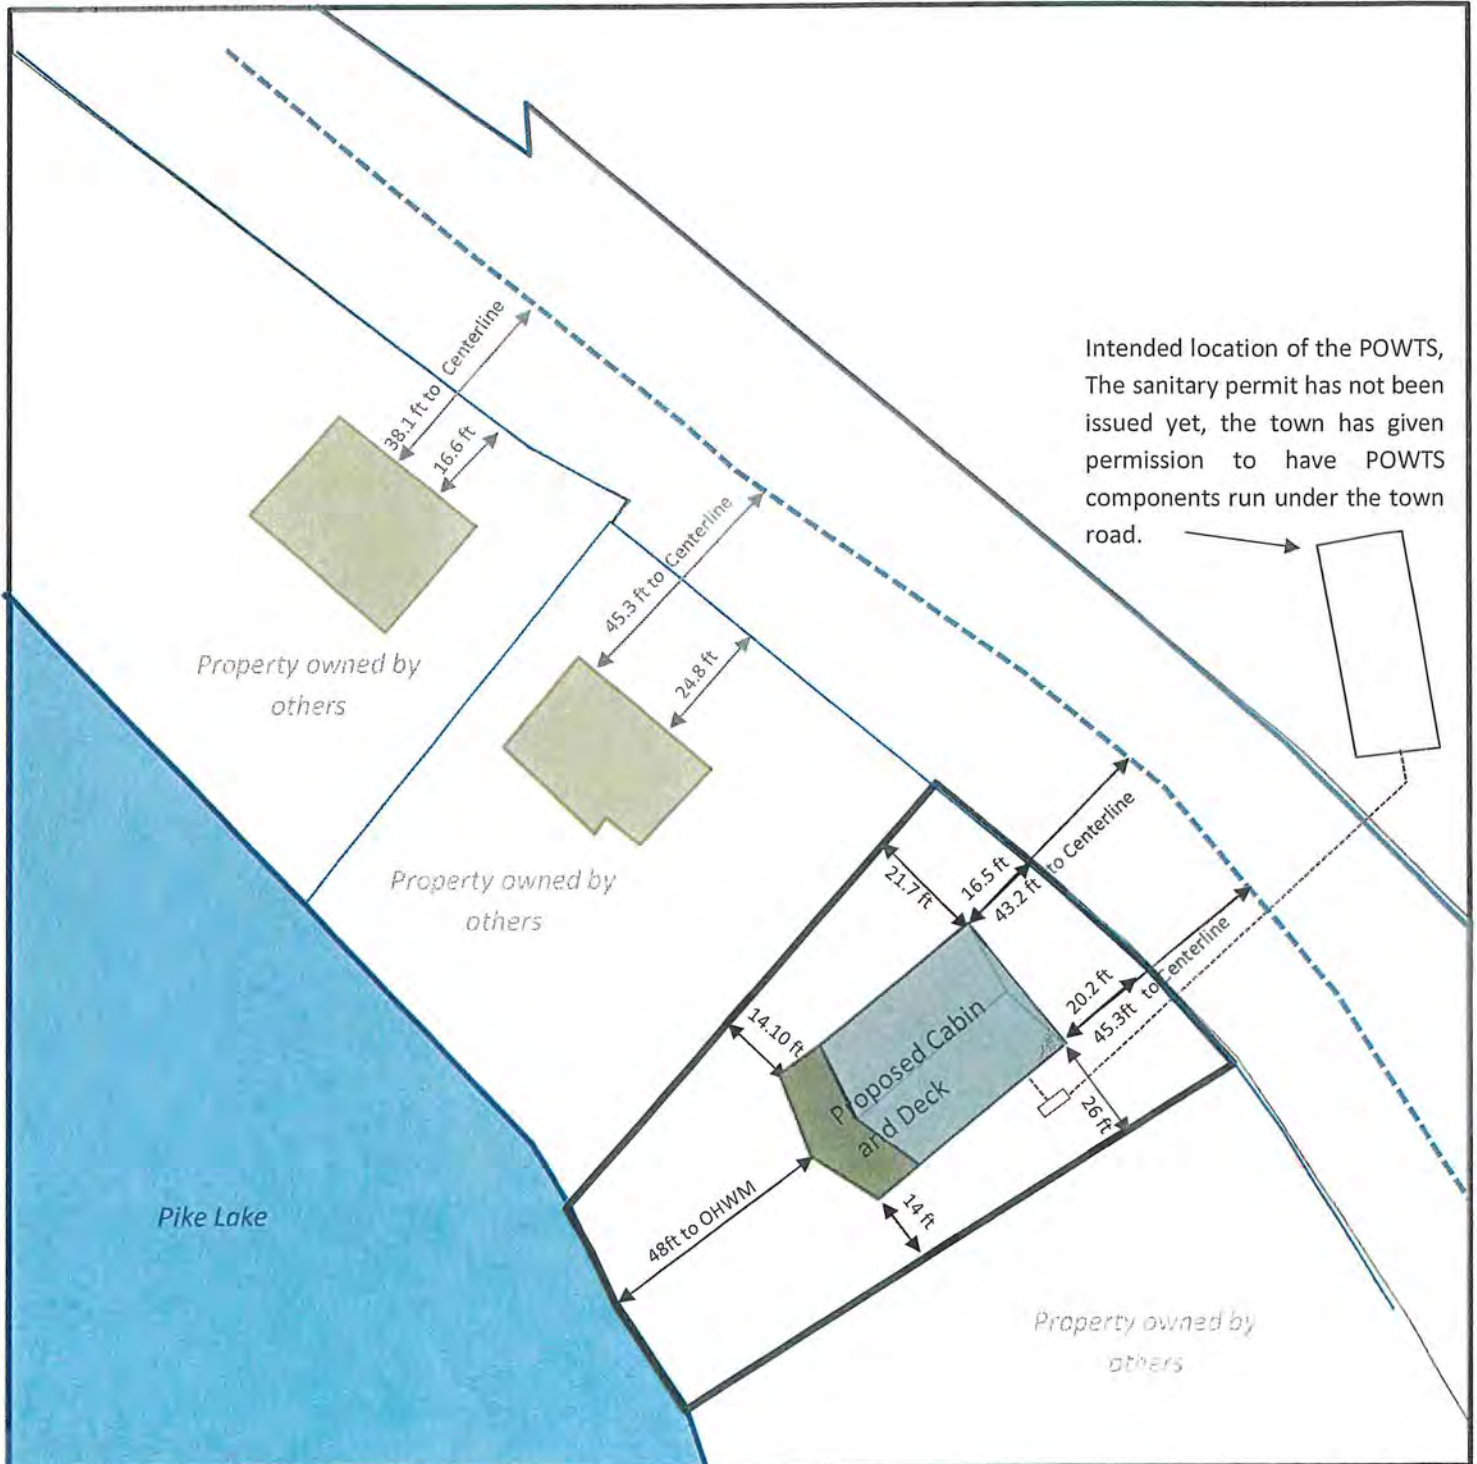 38.1 ft to Centerline
16.6 ft
Intended location of the POWTS,
The sanitary permit has not been
issued yet, the town has given
permission to have POWTS
components run under the town
road.
45.3 ft to Centerline
24.8 ft
Property owned by
others
Property owned by
others
21.7 ft
16.5 ft
43.2 ft to Centerline
20.2 ft
45.3ft to Centerline
14.10 ft
Proposed Cabin
and Deck
26 ft
14 ft
48ft to OHWM
Pike Lake
Property owned by
others